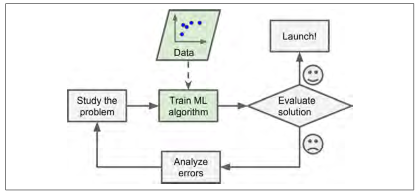 Data
Launch!
Study the
problem
Train ML
algorithm
Evaluate
solution
Analyze
errors